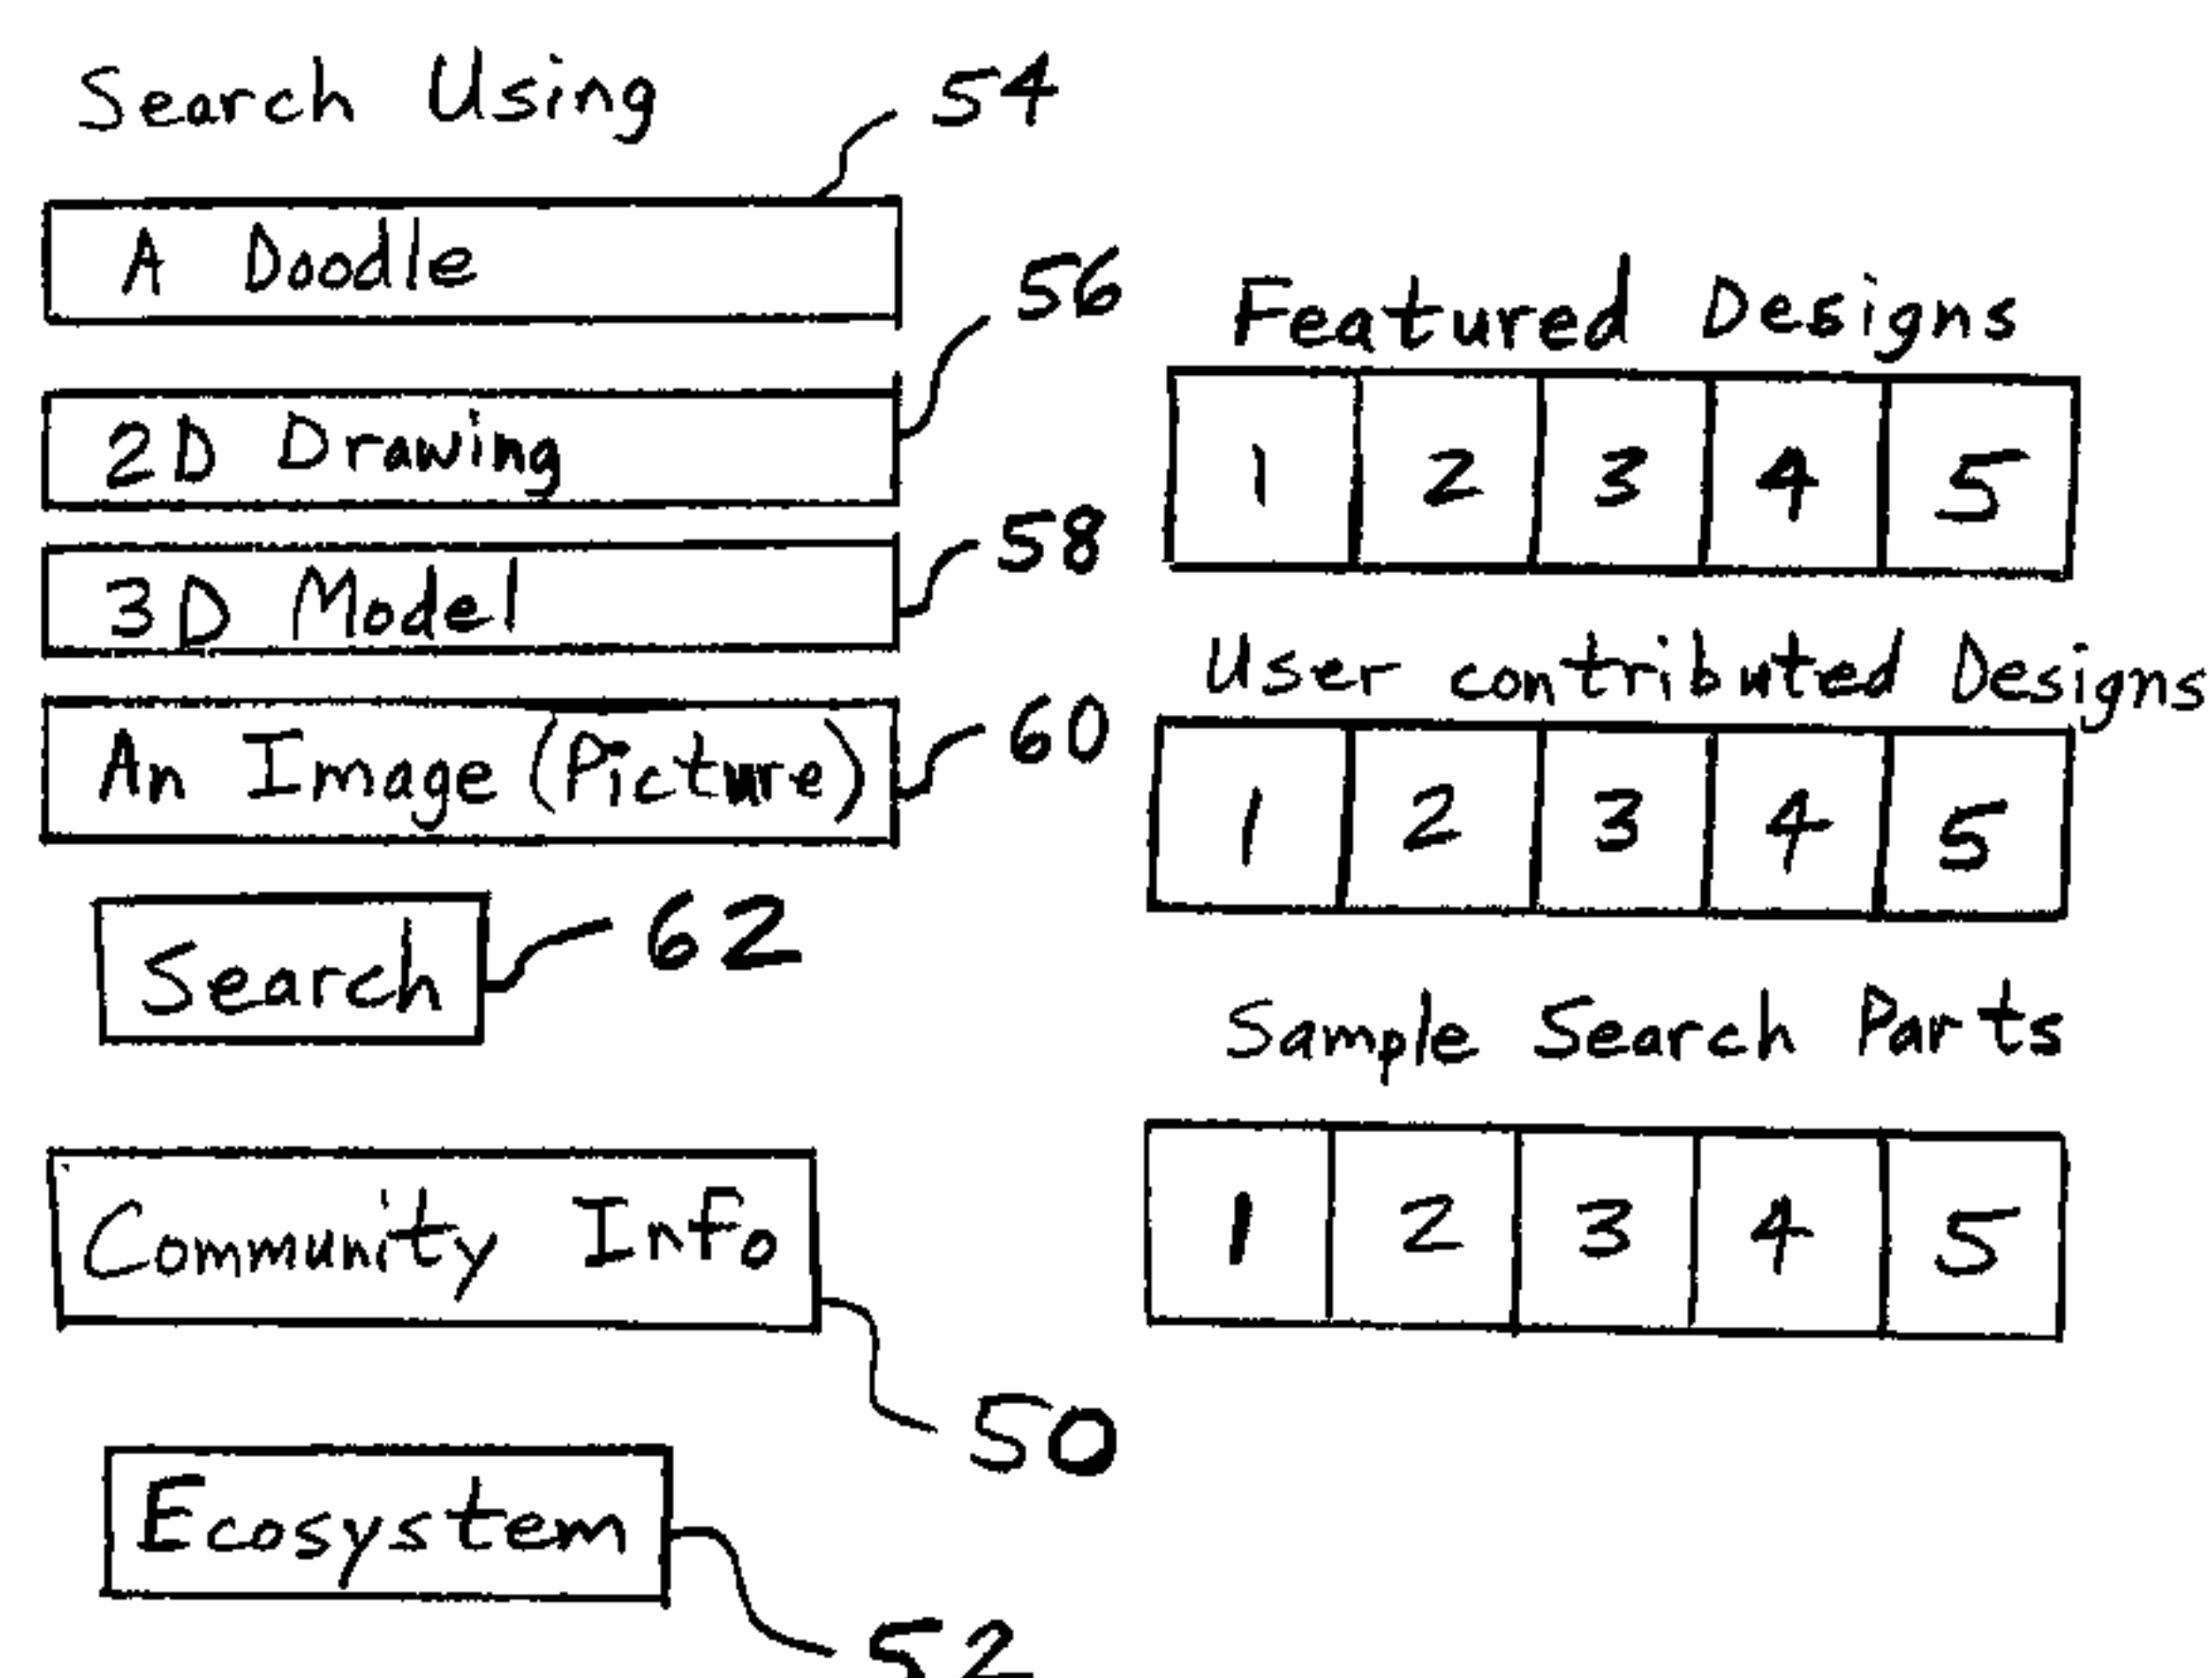 Search Using
54
A Doodle
56
2D Drawing
58
3D Model
60
An Image (Picture)
62
Search
Community Info
50
Ecosystem
52
Featured Designs
1 2 3 4 5
User contributed Designs
1 2 3 4 5
Sample Search Parts
1 2 3 4 5